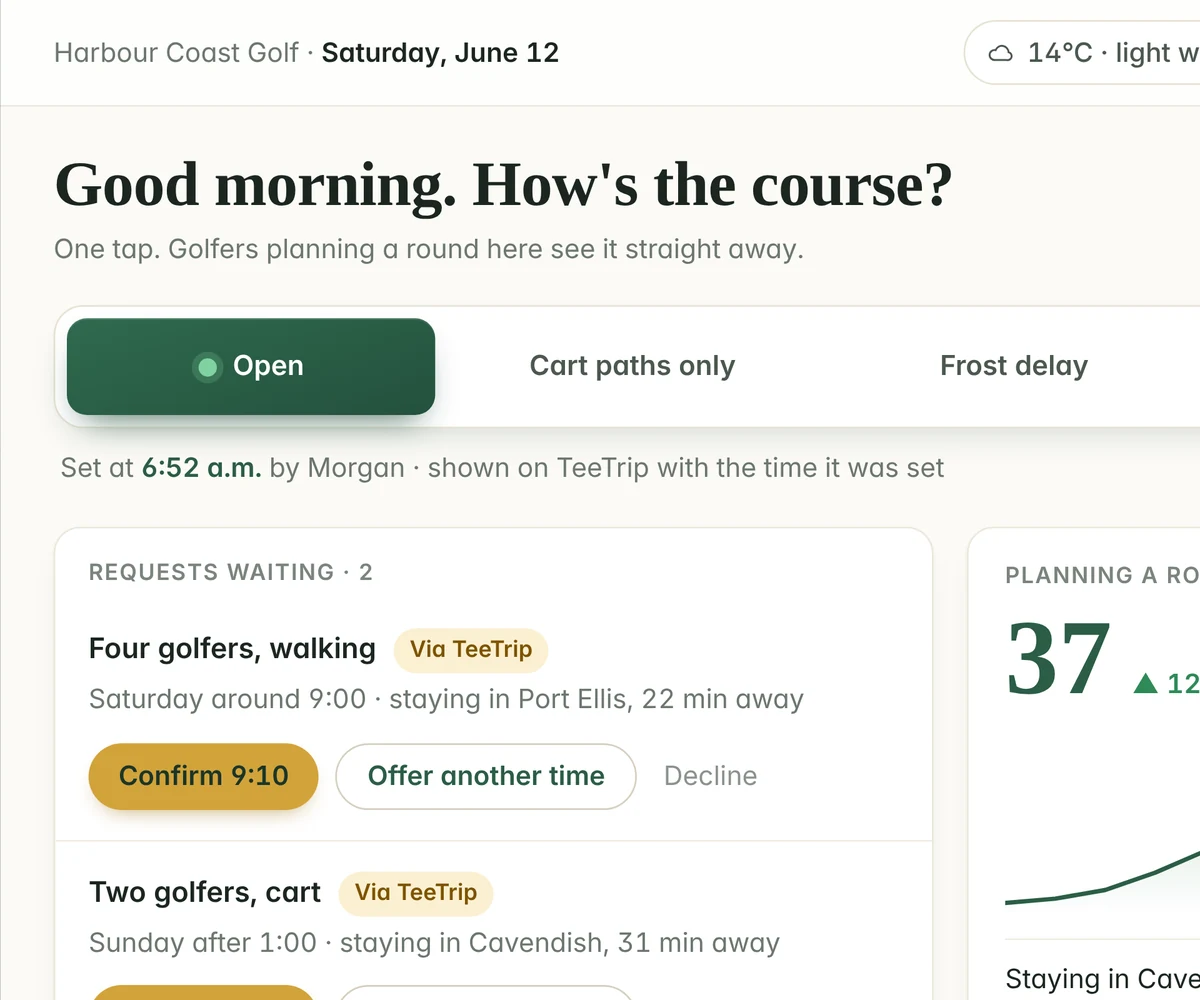 Harbour Coast Golf · Saturday, June 12
14°C · light
Good morning. How's the course?
One tap. Golfers planning a round here see it straight away.
Open
Cart paths only
Frost delay
Set at 6:52 a.m. by Morgan · shown on TeeTrip with the time it was set
REQUESTS WAITING · 2
Four golfers, walking
Via TeeTrip
Saturday around 9:00 · staying in Port Ellis, 22 min away
Confirm 9:10
Offer another time
Decline
Two golfers, cart
Via TeeTrip
Sunday after 1:00 · staying in Cavendish, 31 min away
PLANNING A
37
▲ 12
Staying in